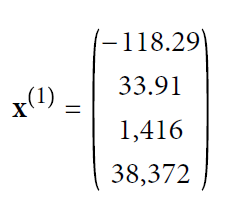 x(1) =
−118.29
33.91
1,416
38,372